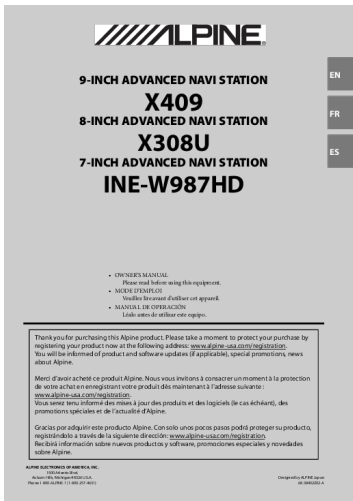 ALPINE
9-INCH ADVANCED NAVI STATION
X409
8-INCH ADVANCED NAVI STATION
X308U
7-INCH ADVANCED NAVI STATION
INE-W987HD
EN
FR
ES
• OWNER'S MANUAL
Please read before using this equipment.
• MODE D'EMPLOI
Veuillez lire avant d'utiliser cet appareil.
• MANUAL DE OPERACIÓN
Léalo antes de utilizar este equipo.
Thank you for purchasing this Alpine product. Please take a moment to protect your purchase by
registering your product now at the following address: www.alpine-usa.com/registration.
You will be informed of product and software updates (if applicable), special promotions, news
about Alpine.
Merci d'avoir acheté ce produit Alpine. Nous vous invitons à consacrer un moment à la protection
de votre achat en enregistrant votre produit dès maintenant à l'adresse suivante :
www.alpine-usa.com/registration.
Vous serez tenu informé des mises à jour des produits et des logiciels (le cas échéant), des
promotions spéciales et de l'actualité d'Alpine.
Gracias por adquirir este producto Alpine. Con solo unos pocos pasos podrá proteger su producto,
registrándolo a través de la siguiente dirección: www.alpine-usa.com/registration.
Recibirá información sobre nuevos productos y software, promociones especiales y novedades
sobre Alpine.
ALPINE ELECTRONICS OF AMERICA, INC.
Auburn Hills, Michigan 48326 U.S.A.
Designed by ALPINE Japan